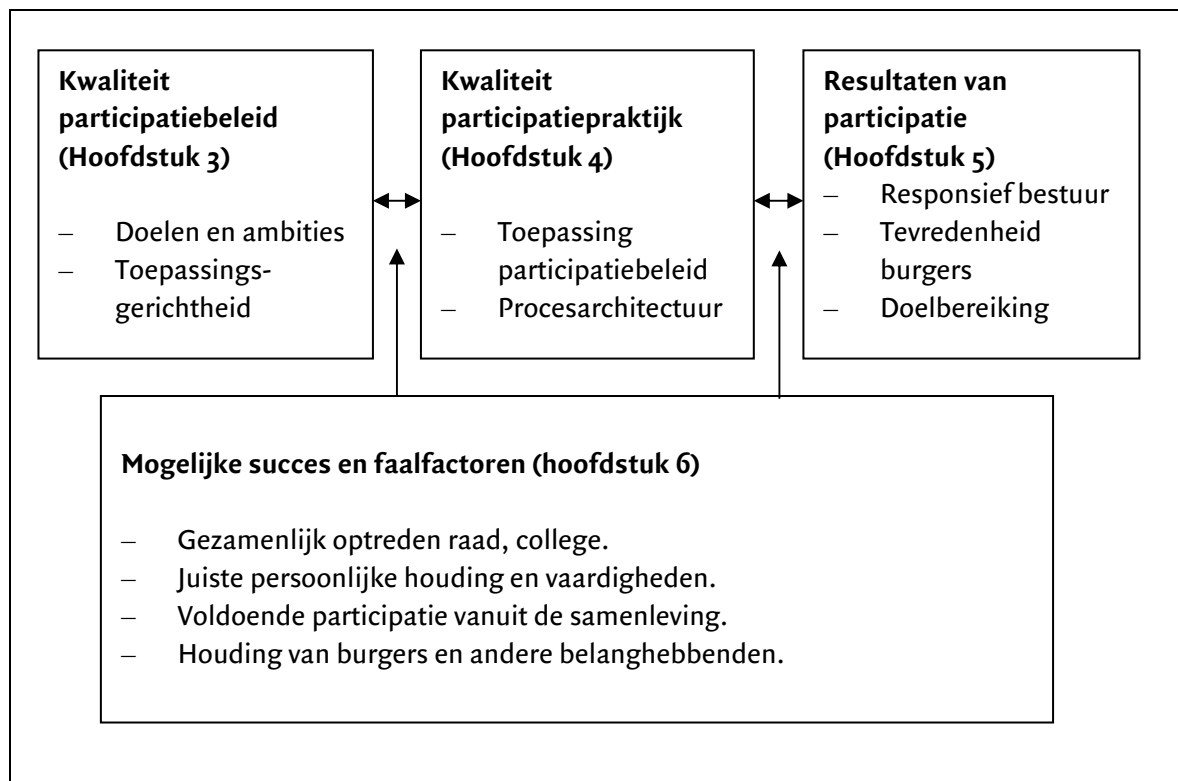 Kwaliteit
participatiebeleid
(Hoofdstuk 3)
– Doelen en ambities
– Toepassings-
gerichtheid
Kwaliteit
participatiepraktijk
(Hoofdstuk 4)
– Toepassing
participatiebeleid
– Procesarchitectuur
Resultaten van
participatie
(Hoofdstuk 5)
– Responsief bestuur
– Tevredenheid
burgers
– Doelbereiking
Mogelijke succes en faalfactoren (hoofdstuk 6)
– Gezamenlijk optreden raad, college.
– Juiste persoonlijke houding en vaardigheden.
– Voldoende participatie vanuit de samenleving.
– Houding van burgers en andere belanghebbenden.